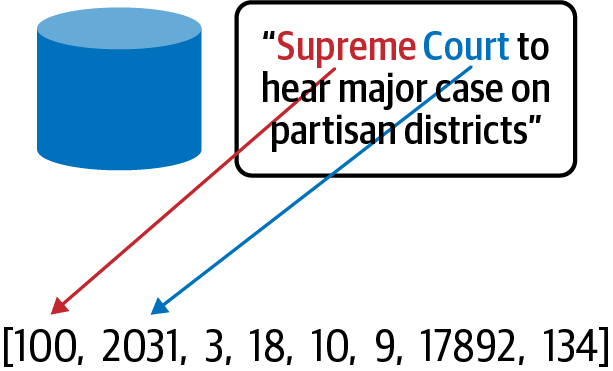 “Supreme Court to
hear major case on
partisan districts”
[100, 2031, 3, 18, 10, 9, 17892, 134]